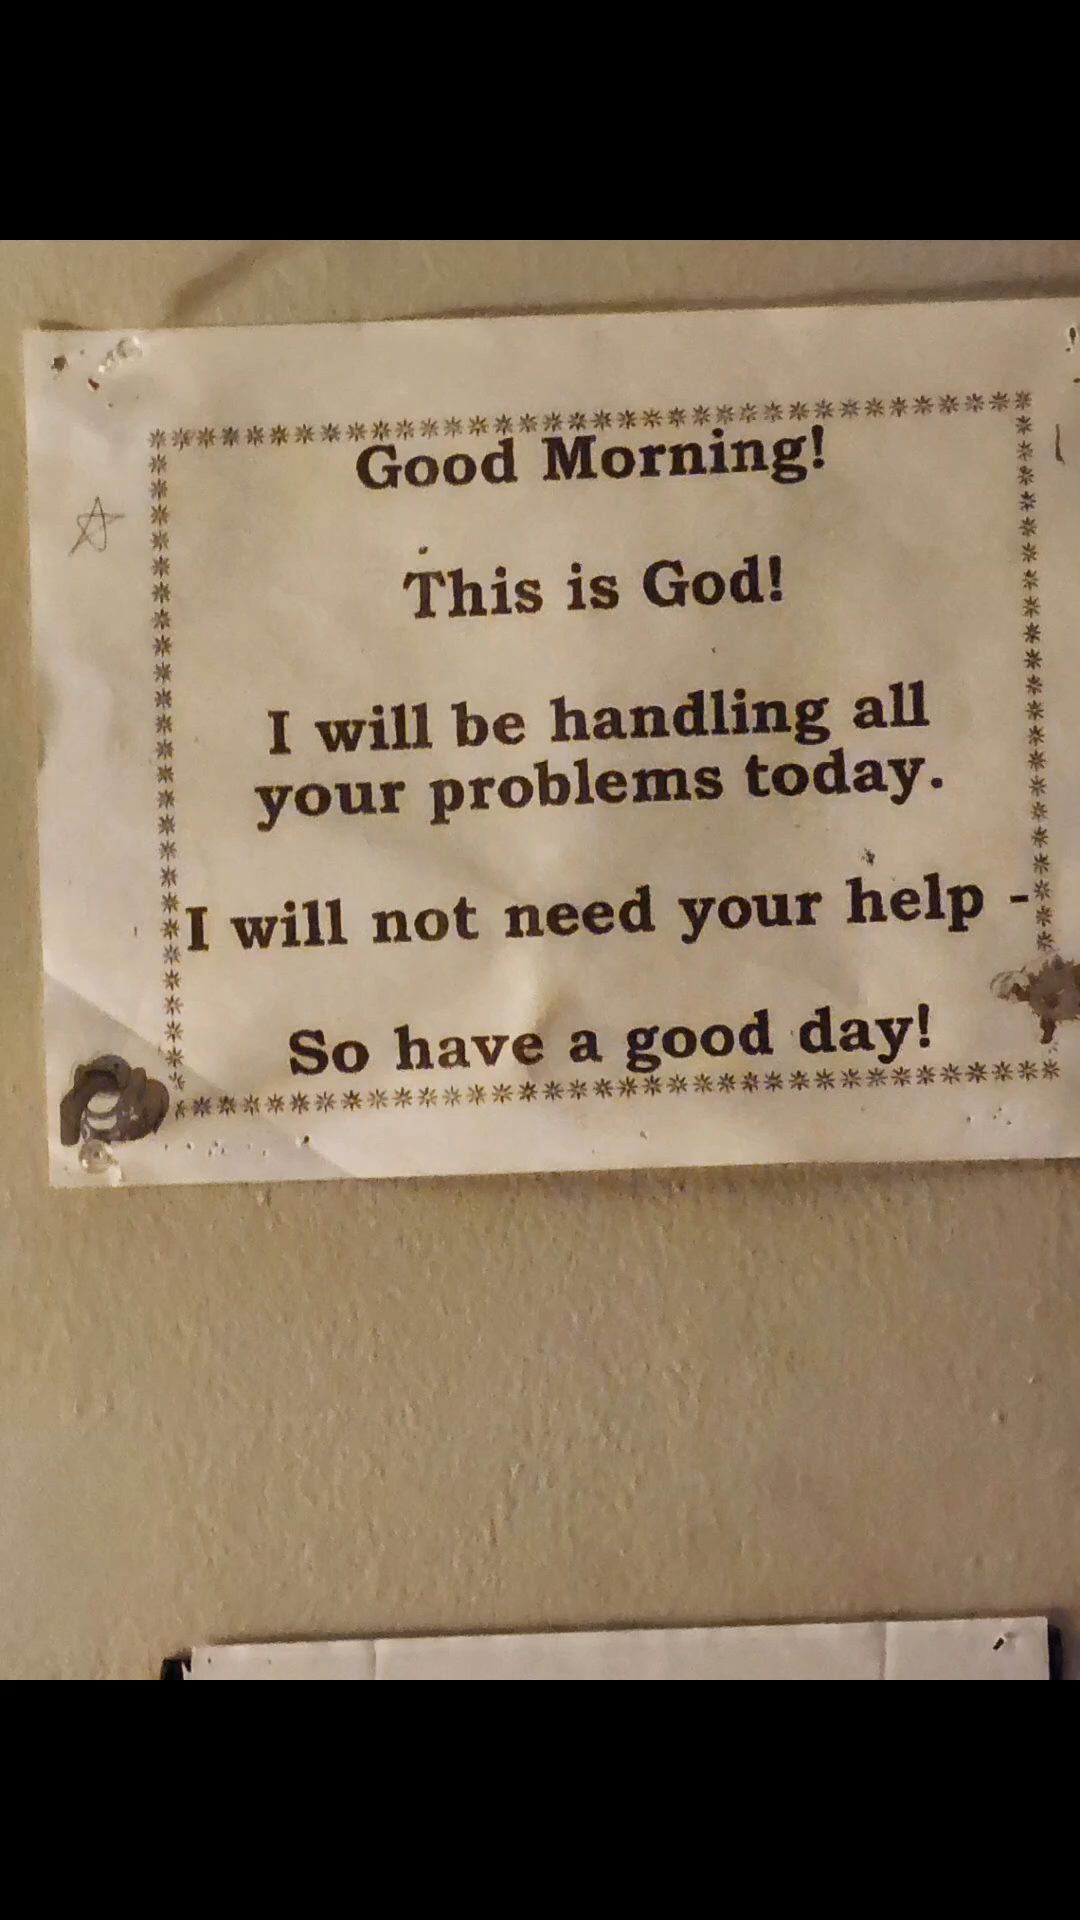 Good Morning!
This is God!
I will be handling all
your problems today.
I will not need your help -
So have a good day!